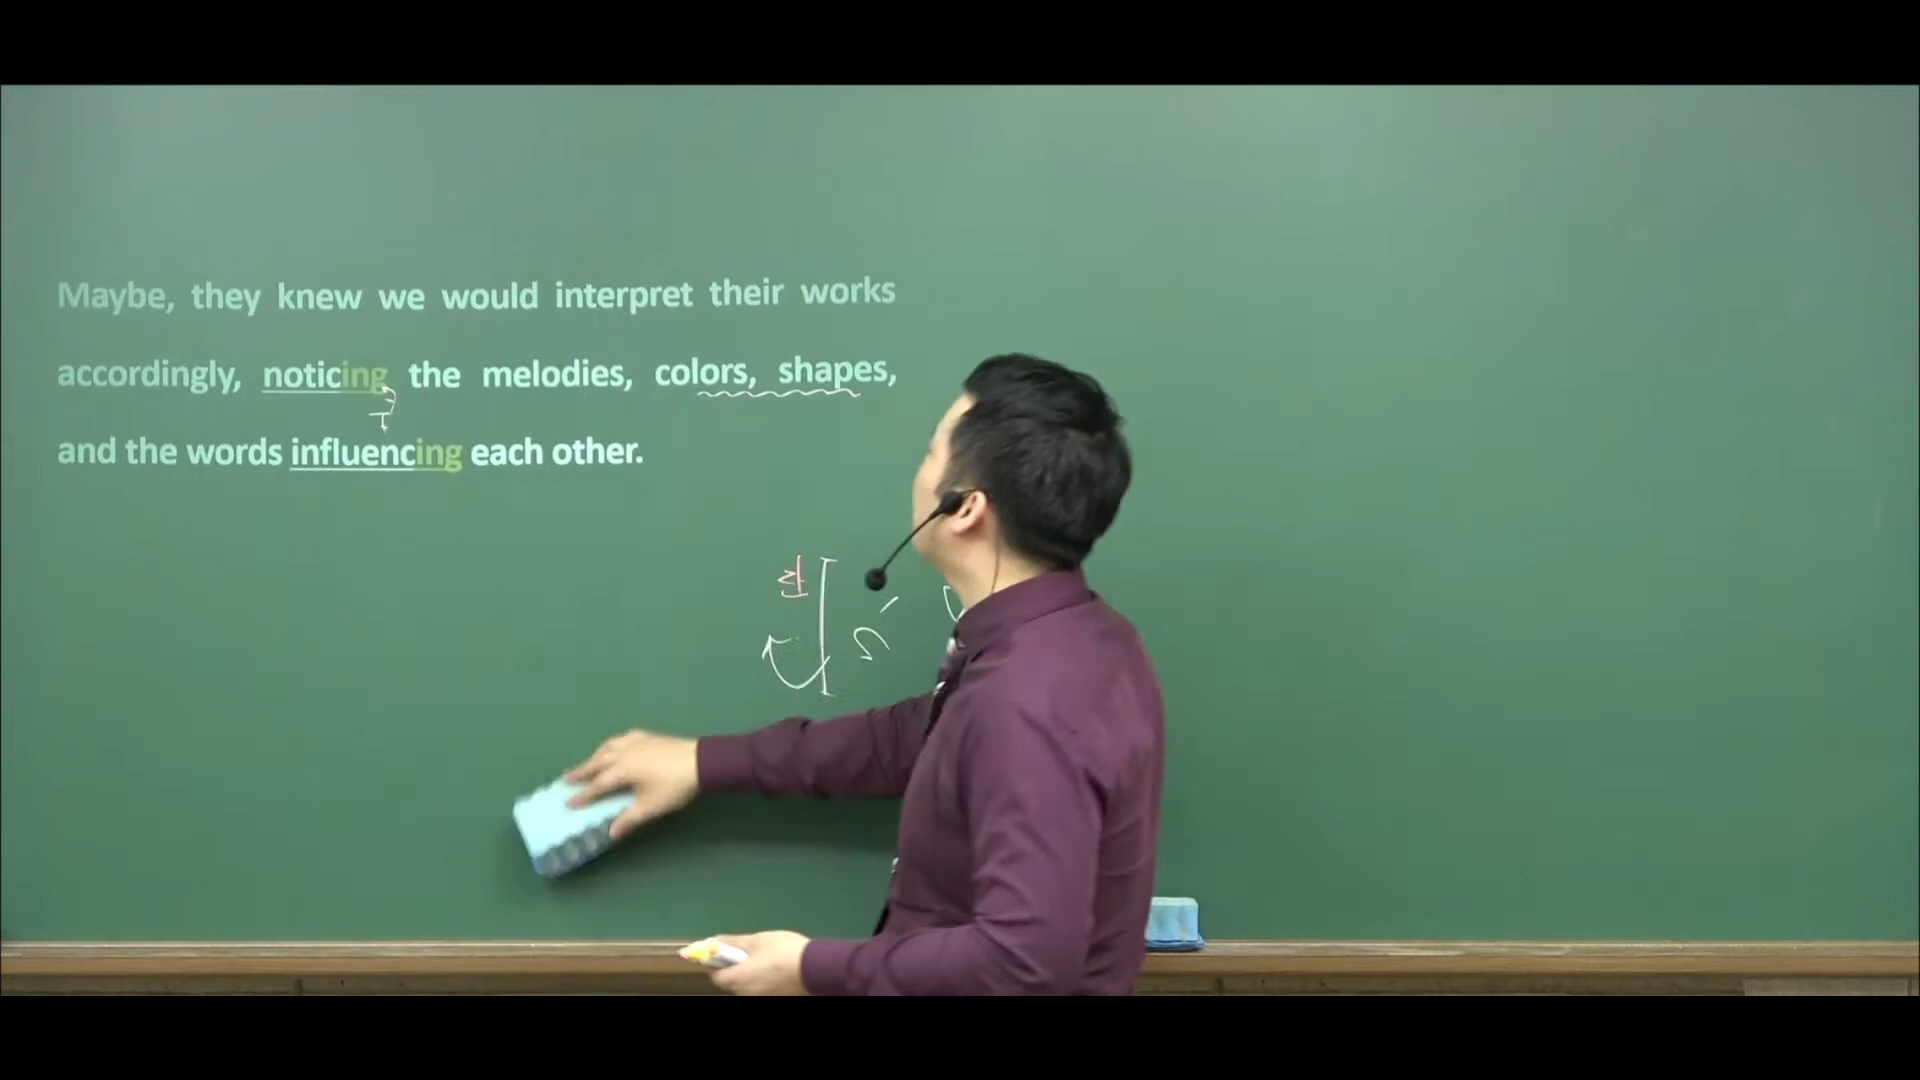 Maybe, they knew we would interpret their works
accordingly, noticing the melodies, colors, shapes,
and the words influencing each other.